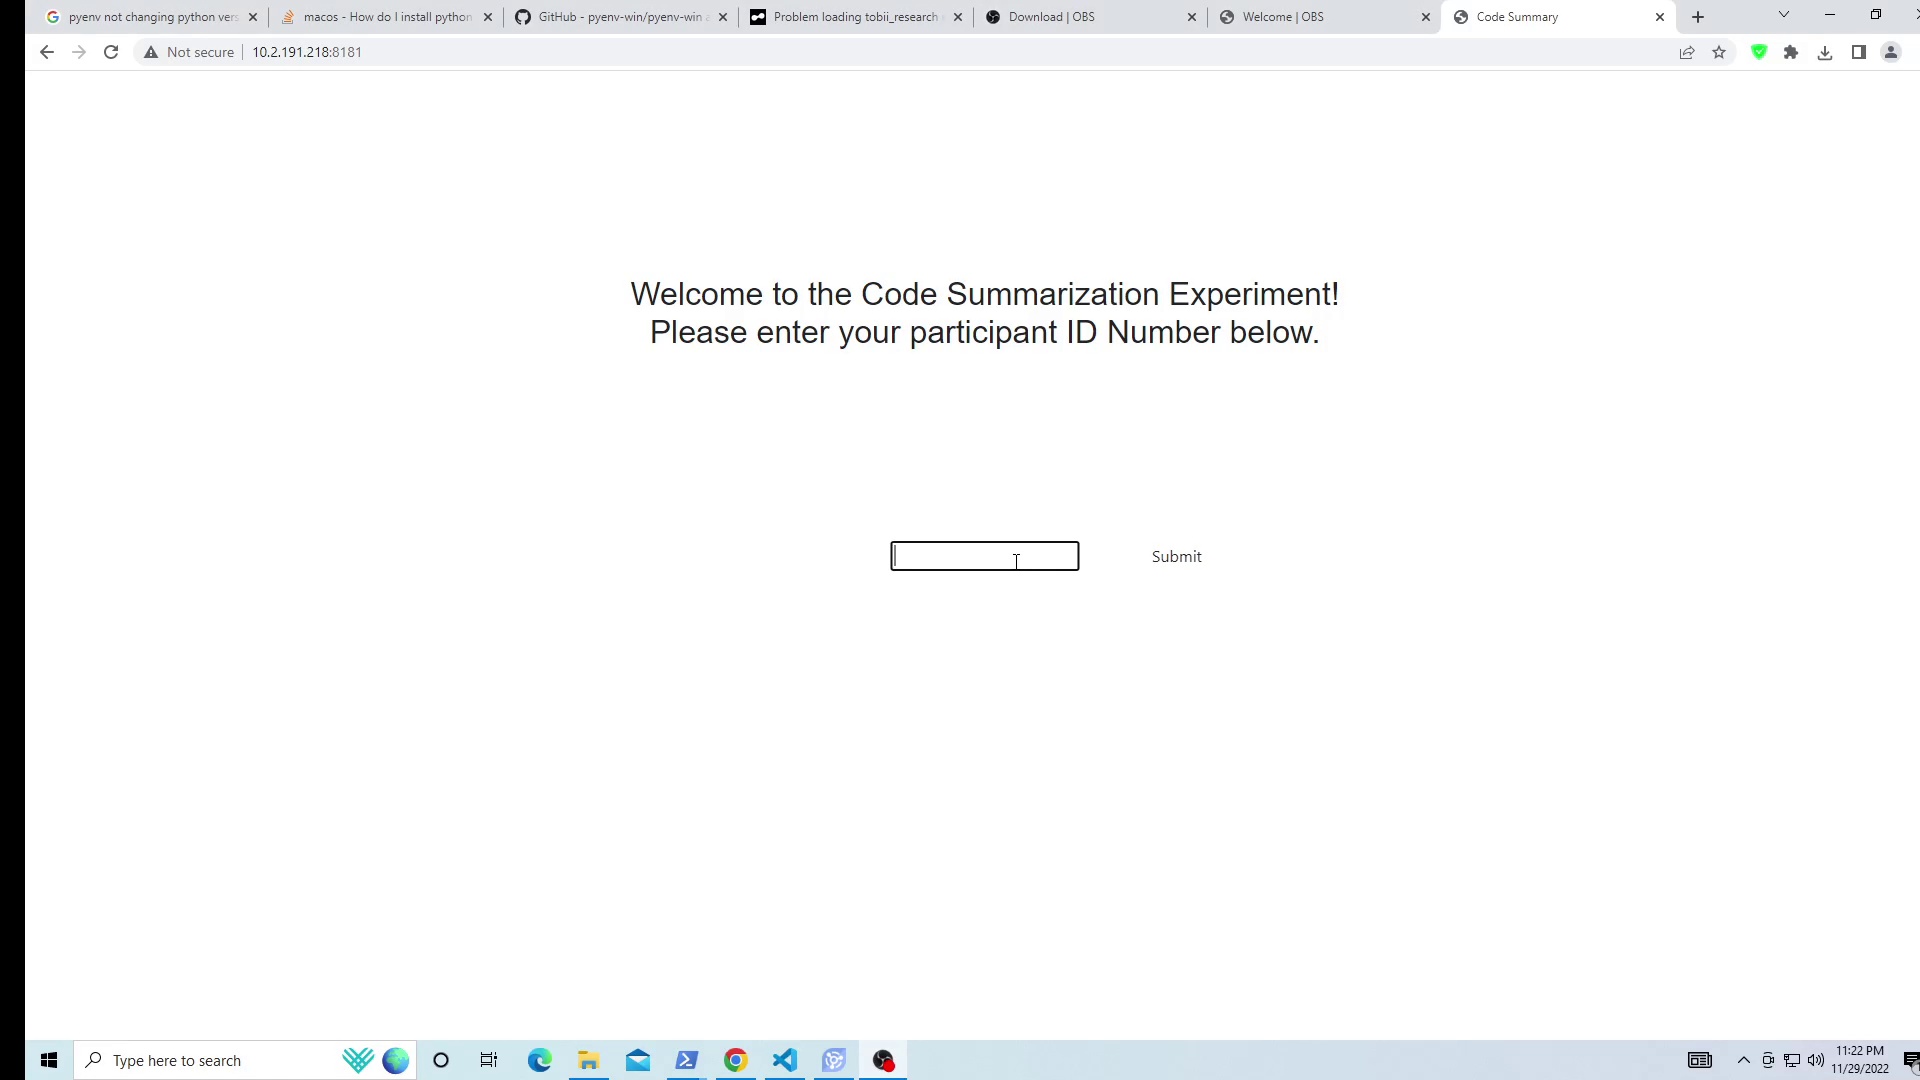 pyenv not changing python vers
macos - How do I install python
GitHub - pyenv-win/pyenv-win
Problem loading tobii_research
Download | OBS
Welcome | OBS
Code Summary
Not secure
10.2.191.218:8181
Welcome to the Code Summarization Experiment!
Please enter your participant ID Number below.
Submit
Type here to search
11:22 PM
11/29/2022